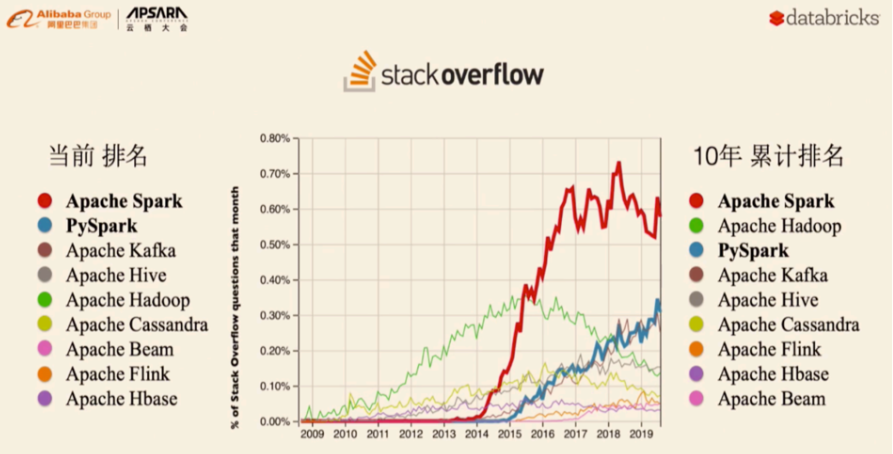 Alibaba Group
阿里巴巴集团
APSARA
云栖大会
databricks
stackoverflow
当前 排名
Apache Spark
PySpark
Apache Kafka
Apache Hive
Apache Hadoop
Apache Cassandra
Apache Beam
Apache Flink
Apache Hbase
% of Stack Overflow questions that month
0.80%
0.70%
0.60%
0.50%
0.40%
0.30%
0.20%
0.10%
0.00%
2009 2010 2011 2012 2013 2014 2015 2016 2017 2018 2019
10年 累计排名
Apache Spark
Apache Hadoop
PySpark
Apache Kafka
Apache Hive
Apache Cassandra
Apache Flink
Apache Hbase
Apache Beam